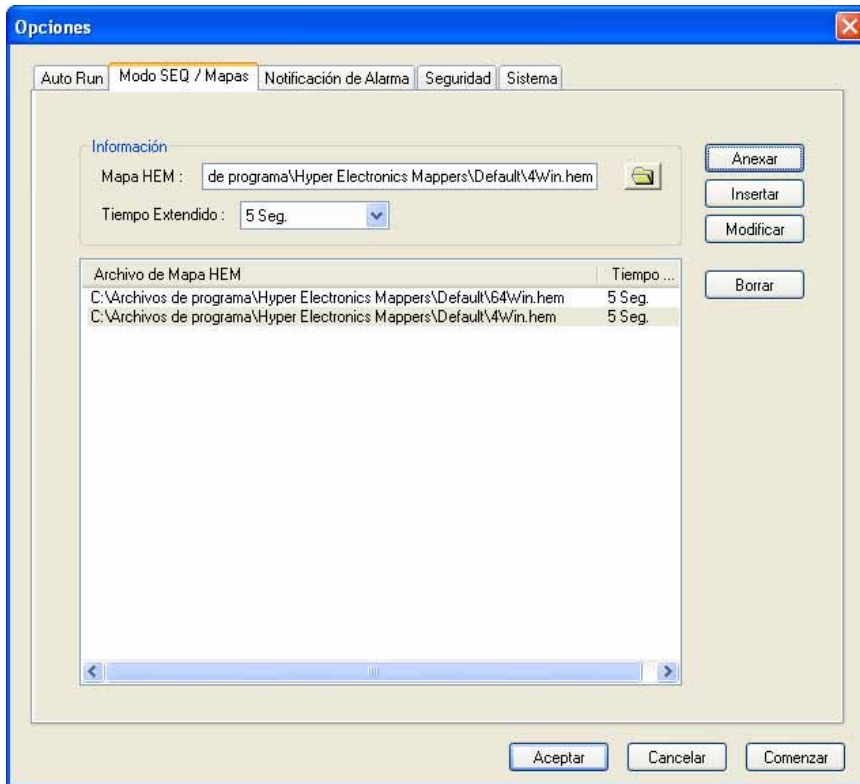 Opciones
Auto Run Modo SEQ / Mapas Notificación de Alarma Seguridad Sistema
Información
Mapa HEM : de programa\Hyper Electronics Mappers\Default\4Win.hem
Tiempo Extendido : 5 Seg.
Anexar
Insertar
Modificar
Borrar
Archivo de Mapa HEM Tiempo ...
C:\Archivos de programa\Hyper Electronics Mappers\Default\64Win.hem 5 Seg.
C:\Archivos de programa\Hyper Electronics Mappers\Default\4Win.hem 5 Seg.
Aceptar Cancelar Comenzar